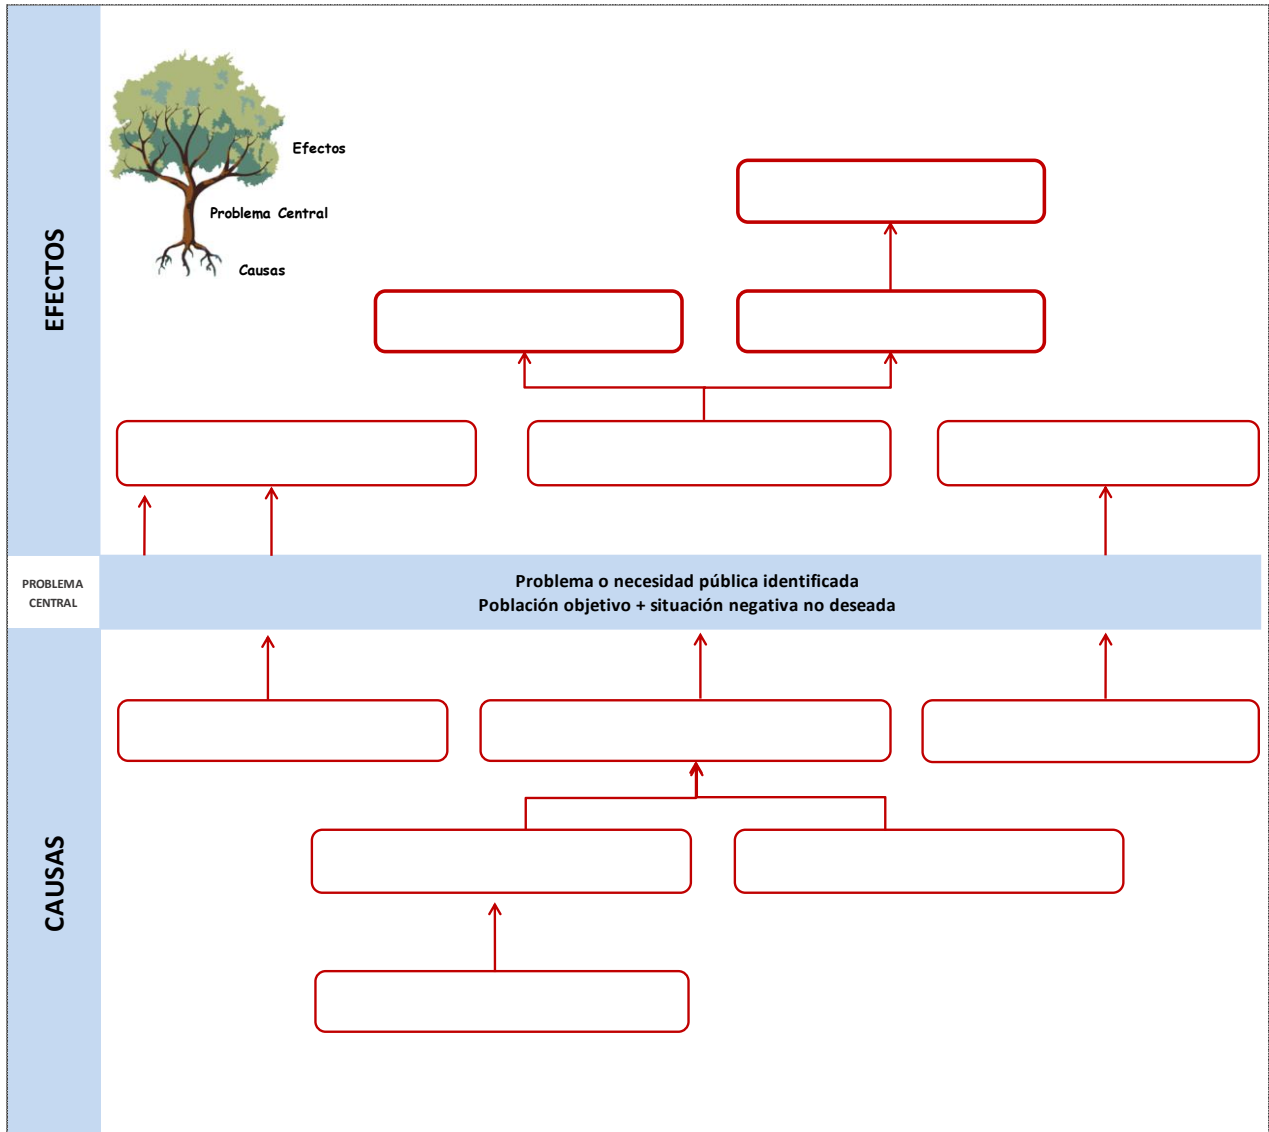 EFECTOS
Efectos
Problema Central
Causas
PROBLEMA
CENTRAL
Problema o necesidad pública identificada
Población objetivo + situación negativa no deseada
CAUSAS